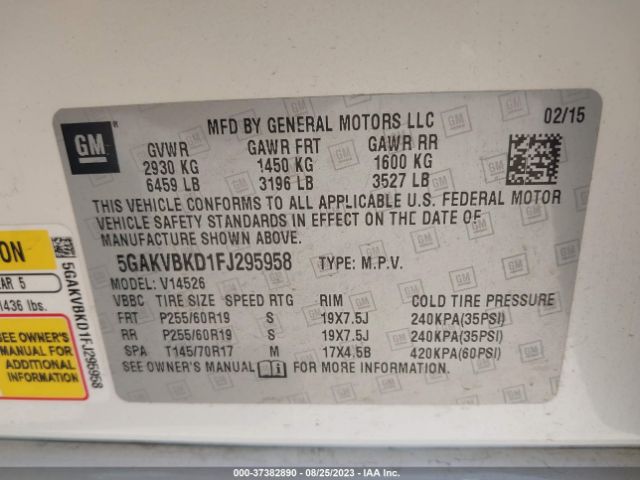 GM
®
MFD BY GENERAL MOTORS LLC
02/15
GVWR GAWR FRT GAWR RR
2930 KG 1450 KG 1600 KG
6459 LB 3196 LB 3527 LB
THIS VEHICLE CONFORMS TO ALL APPLICABLE U.S. FEDERAL MOTOR
VEHICLE SAFETY STANDARDS IN EFFECT ON THE DATE OF
MANUFACTURE SHOWN ABOVE.
5GAKVBKD1FJ295958 TYPE: M.P.V.
MODEL: V14526
VBBC TIRE SIZE SPEED RTG RIM COLD TIRE PRESSURE
FRT P255/60R19 S 19X7.5J 240KPA(35PSI)
RR P255/60R19 S 19X7.5J 240KPA(35PSI)
SPA T145/70R17 M 17X4.5B 420KPA(60PSI)
SEE OWNER'S MANUAL FOR MORE INFORMATION.
ON
AR 5
1436 lbs.
SEE OWNER'S
MANUAL FOR
ADDITIONAL
INFORMATION
5GAKVBKD1FJ295958
000-37382890 - 08/25/2023 - IAA Inc.